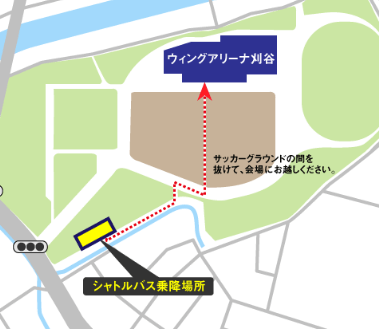 ウィングアリーナ刈谷
サッカーグラウンドの間を
抜けて、会場にお越しください。
シャトルバス乗降場所